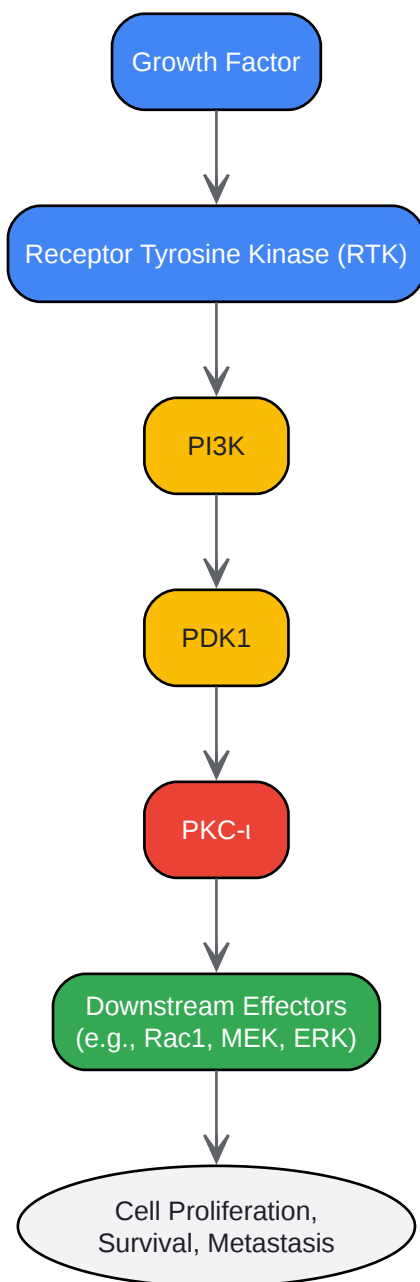 Growth Factor
Receptor Tyrosine Kinase (RTK)
PI3K
PDK1
PKC-ι
Downstream Effectors
(e.g., Rac1, MEK, ERK)
Cell Proliferation,
Survival, Metastasis